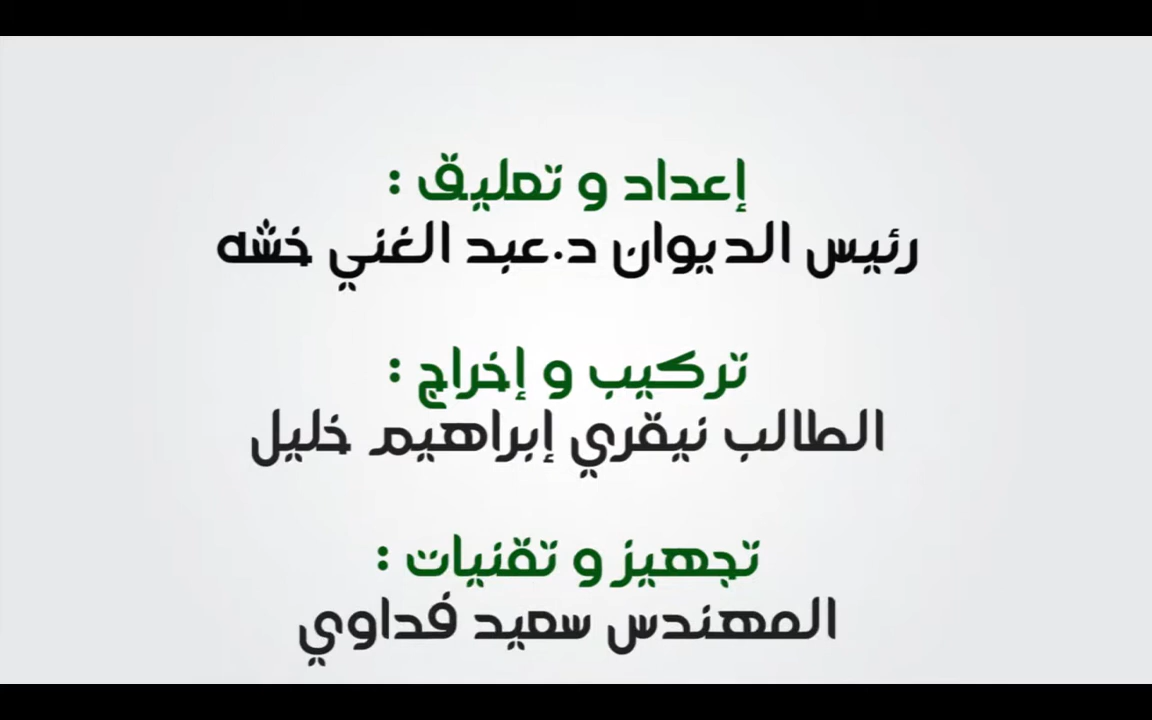 إعداد و تعليق :
رئيس الديوان د.عبد الغني خشه
تركيب و إخراج :
الطالب نيقري إبراهيم خليل
تجهيز و تقنيات :
المهندس سعيد فداوي